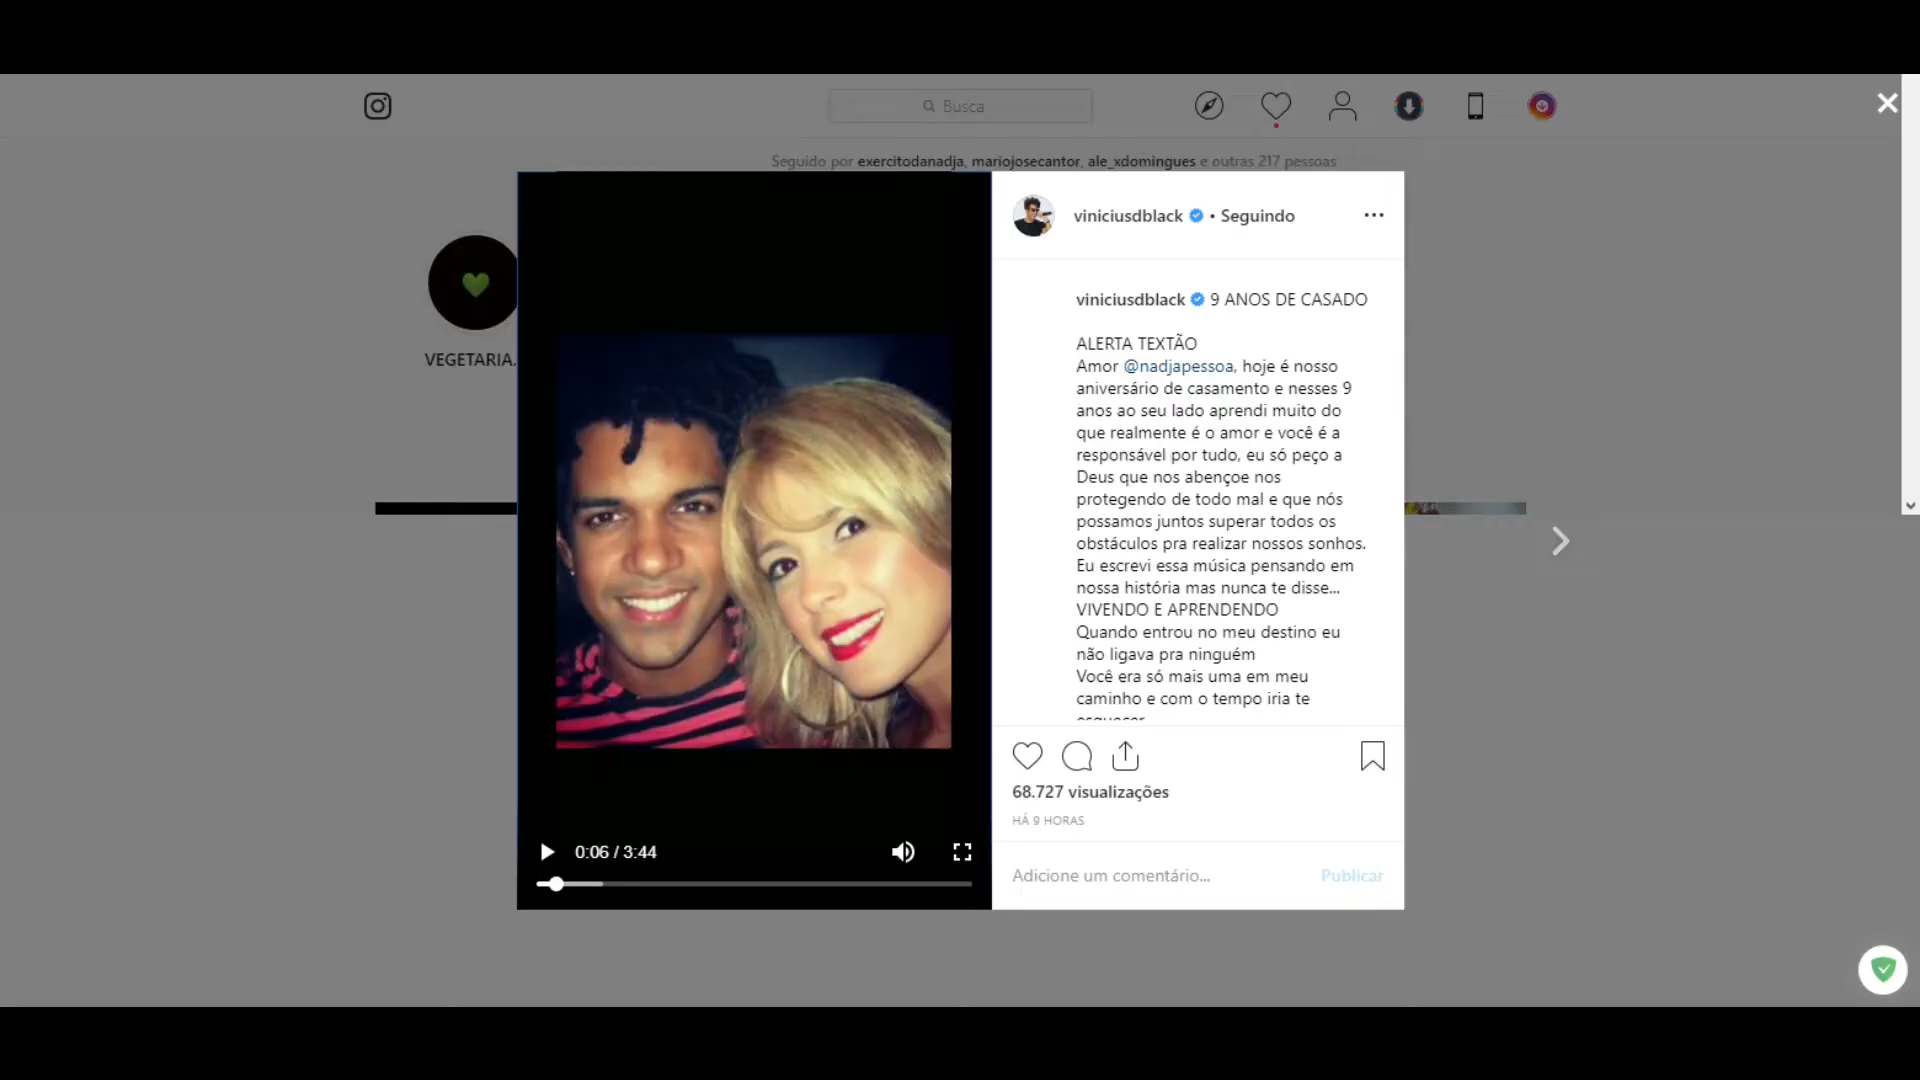 Busca
Seguido por exercitodanadja, mariojosecantor, ale_xdomingues e outras 217 pessoas
VEGETARIA.
viniciusdblack • Seguindo
viniciusdblack 9 ANOS DE CASADO
ALERTA TEXTÃO
Amor @nadjapessoa, hoje é nosso
aniversário de casamento e nesses 9
anos ao seu lado aprendi muito do
que realmente é o amor e você é a
responsável por tudo, eu só peço a
Deus que nos abençoe nos
protegendo de todo mal e que nós
possamos juntos superar todos os
obstáculos pra realizar nossos sonhos.
Eu escrevi essa música pensando em
nossa história mas nunca te disse...
VIVENDO E APRENDENDO
Quando entrou no meu destino eu
não ligava pra ninguém
Você era só mais uma em meu
caminho e com o tempo iria te
68.727 visualizações
HÁ 9 HORAS
0:06 / 3:44
Adicione um comentário...
Publicar